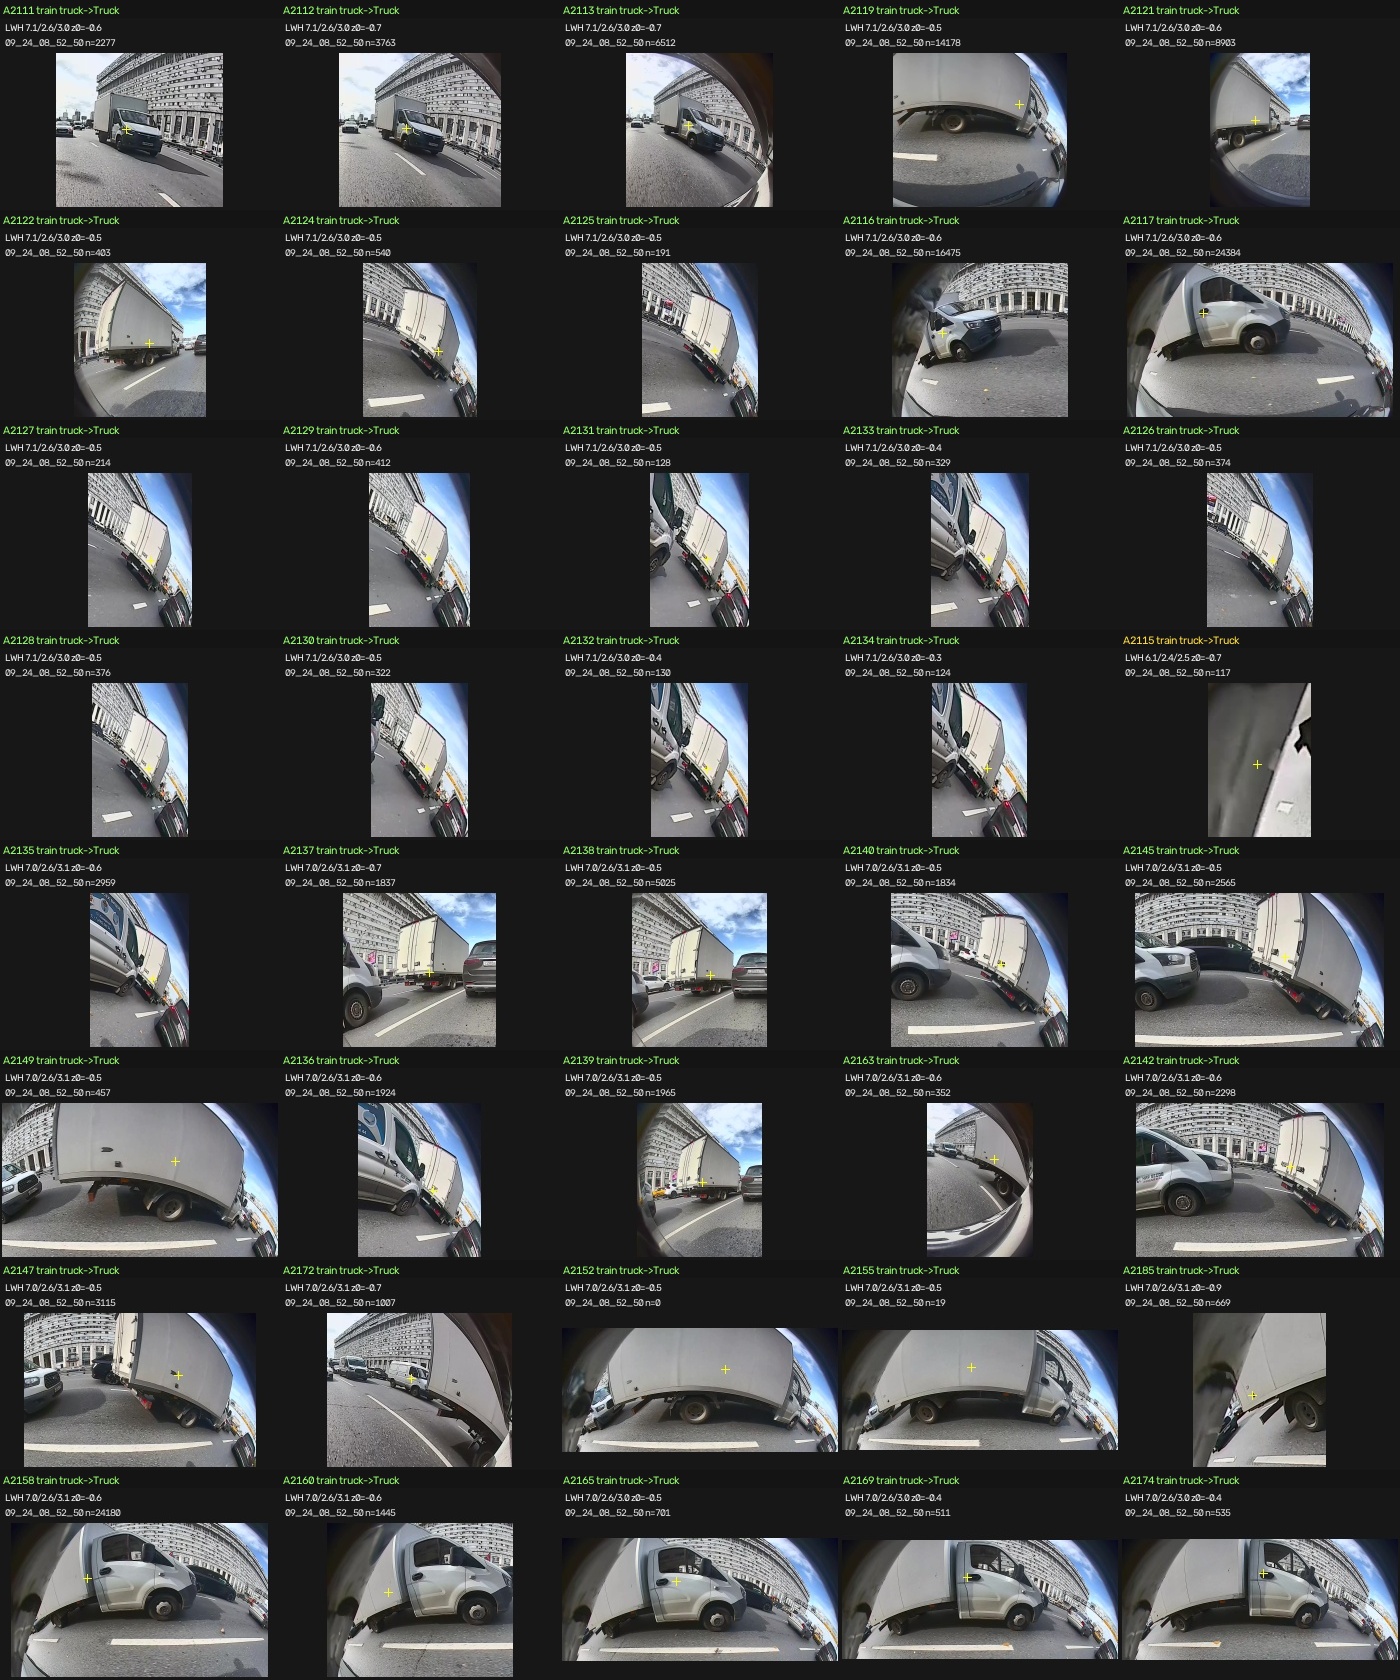 A2111 train truck->Truck
LWH 7.1/2.6/3.0 z0=-0.6
09_24_08_52_50 n=2277
A2112 train truck->Truck
LWH 7.1/2.6/3.0 z0=-0.7
09_24_08_52_50 n=3763
A2113 train truck->Truck
LWH 7.1/2.6/3.0 z0=-0.7
09_24_08_52_50 n=6512
A2119 train truck->Truck
LWH 7.1/2.6/3.0 z0=-0.5
09_24_08_52_50 n=14178
A2121 train truck->Truck
LWH 7.1/2.6/3.0 z0=-0.6
09_24_08_52_50 n=8903
A2122 train truck->Truck
LWH 7.1/2.6/3.0 z0=-0.5
09_24_08_52_50 n=403
A2124 train truck->Truck
LWH 7.1/2.6/3.0 z0=-0.5
09_24_08_52_50 n=540
A2125 train truck->Truck
LWH 7.1/2.6/3.0 z0=-0.5
09_24_08_52_50 n=191
A2116 train truck->Truck
LWH 7.1/2.6/3.0 z0=-0.6
09_24_08_52_50 n=16475
A2117 train truck->Truck
LWH 7.1/2.6/3.0 z0=-0.6
09_24_08_52_50 n=24384
A2127 train truck->Truck
LWH 7.1/2.6/3.0 z0=-0.5
09_24_08_52_50 n=214
A2129 train truck->Truck
LWH 7.1/2.6/3.0 z0=-0.6
09_24_08_52_50 n=412
A2131 train truck->Truck
LWH 7.1/2.6/3.0 z0=-0.5
09_24_08_52_50 n=128
A2133 train truck->Truck
LWH 7.1/2.6/3.0 z0=-0.4
09_24_08_52_50 n=329
A2126 train truck->Truck
LWH 7.1/2.6/3.0 z0=-0.5
09_24_08_52_50 n=374
A2128 train truck->Truck
LWH 7.1/2.6/3.0 z0=-0.5
09_24_08_52_50 n=376
A2130 train truck->Truck
LWH 7.1/2.6/3.0 z0=-0.5
09_24_08_52_50 n=322
A2132 train truck->Truck
LWH 7.1/2.6/3.0 z0=-0.4
09_24_08_52_50 n=130
A2134 train truck->Truck
LWH 7.1/2.6/3.0 z0=-0.3
09_24_08_52_50 n=124
A2115 train truck->Truck
LWH 6.1/2.4/2.5 z0=-0.7
09_24_08_52_50 n=117
A2135 train truck->Truck
LWH 7.0/2.6/3.1 z0=-0.6
09_24_08_52_50 n=2959
A2137 train truck->Truck
LWH 7.0/2.6/3.1 z0=-0.7
09_24_08_52_50 n=1837
A2138 train truck->Truck
LWH 7.0/2.6/3.1 z0=-0.5
09_24_08_52_50 n=5025
A2140 train truck->Truck
LWH 7.0/2.6/3.1 z0=-0.5
09_24_08_52_50 n=1834
A2145 train truck->Truck
LWH 7.0/2.6/3.1 z0=-0.5
09_24_08_52_50 n=2565
A2149 train truck->Truck
LWH 7.0/2.6/3.1 z0=-0.5
09_24_08_52_50 n=457
A2136 train truck->Truck
LWH 7.0/2.6/3.1 z0=-0.6
09_24_08_52_50 n=1924
A2139 train truck->Truck
LWH 7.0/2.6/3.1 z0=-0.5
09_24_08_52_50 n=1965
A2163 train truck->Truck
LWH 7.0/2.6/3.1 z0=-0.6
09_24_08_52_50 n=352
A2142 train truck->Truck
LWH 7.0/2.6/3.1 z0=-0.6
09_24_08_52_50 n=2298
A2147 train truck->Truck
LWH 7.0/2.6/3.1 z0=-0.5
09_24_08_52_50 n=3115
A2172 train truck->Truck
LWH 7.0/2.6/3.1 z0=-0.7
09_24_08_52_50 n=1007
A2152 train truck->Truck
LWH 7.0/2.6/3.1 z0=-0.5
09_24_08_52_50 n=0
A2155 train truck->Truck
LWH 7.0/2.6/3.1 z0=-0.5
09_24_08_52_50 n=19
A2185 train truck->Truck
LWH 7.0/2.6/3.1 z0=-0.9
09_24_08_52_50 n=669
A2158 train truck->Truck
LWH 7.0/2.6/3.1 z0=-0.6
09_24_08_52_50 n=24180
A2160 train truck->Truck
LWH 7.0/2.6/3.1 z0=-0.6
09_24_08_52_50 n=1445
A2165 train truck->Truck
LWH 7.0/2.6/3.0 z0=-0.5
09_24_08_52_50 n=701
A2169 train truck->Truck
LWH 7.0/2.6/3.0 z0=-0.4
09_24_08_52_50 n=511
A2174 train truck->Truck
LWH 7.0/2.6/3.0 z0=-0.4
09_24_08_52_50 n=535